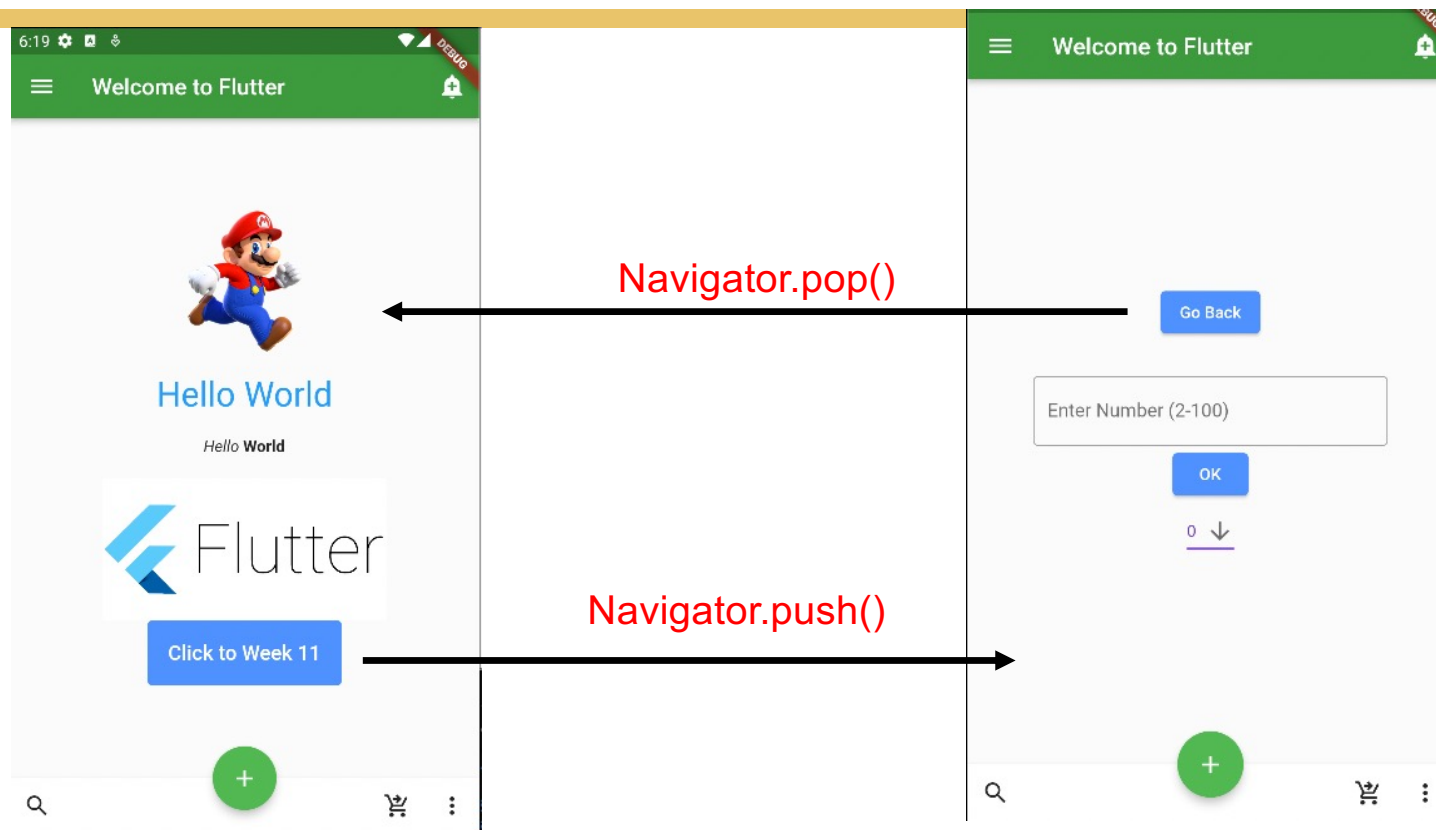 6:19
DEBUG
Welcome to Flutter
Hello World
Hello World
Flutter
Click to Week 11
Navigator.pop()
Navigator.push()
Welcome to Flutter
Go Back
Enter Number (2-100)
OK
0